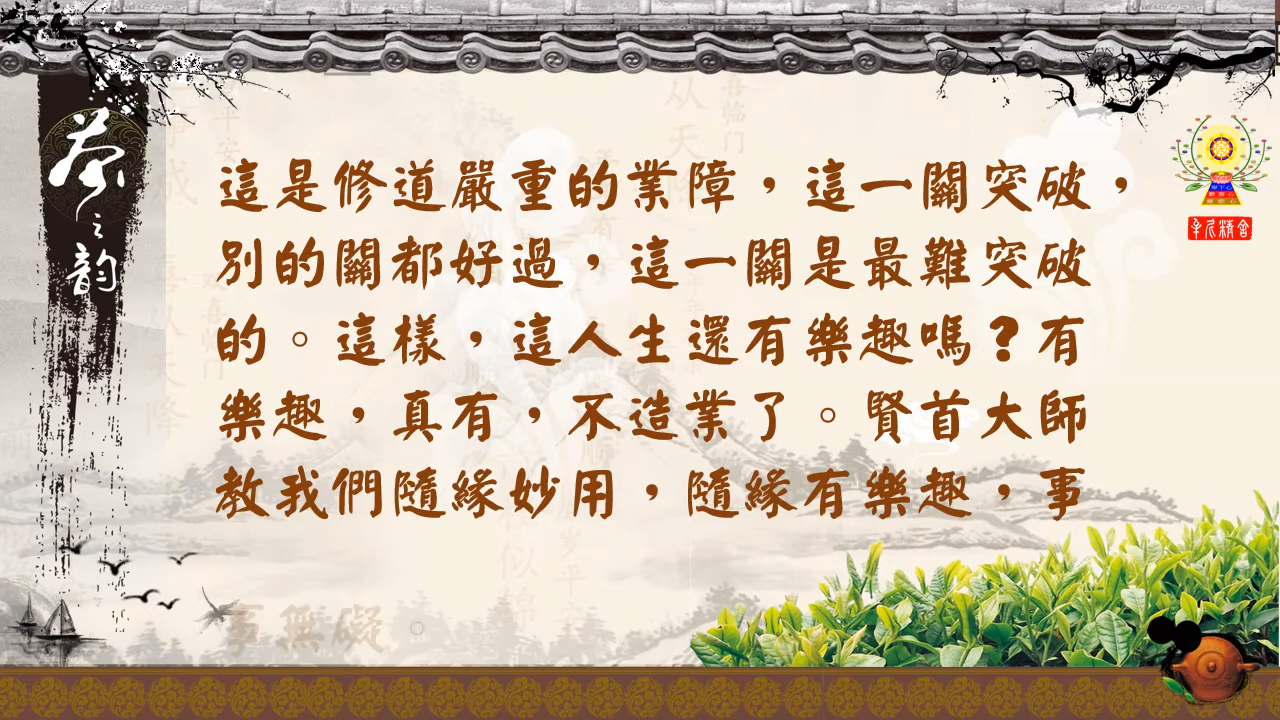 茶之韵
這是修道嚴重的業障，這一關突破，
別的關都好過，這一關是最難突破
的。這樣，這人生還有樂趣嗎？有
樂趣，真有，不造業了。賢首大師
教我們隨緣妙用，隨緣有樂趣，事
事無礙。